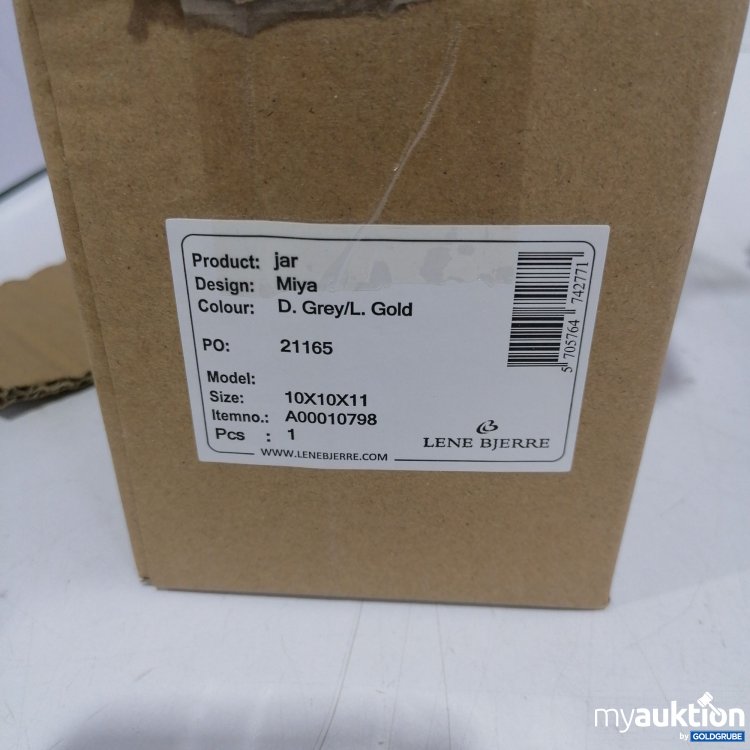 Product: jar
Design: Miya
Colour: D. Grey/L. Gold
PO: 21165
Model:
Size: 10X10X11
Itemno.: A00010798
Pcs : 1
WWW.LENEBJERRE.COM
5 705764 742771
LENE BJERRE
myauktion
by GOLDGRUBE